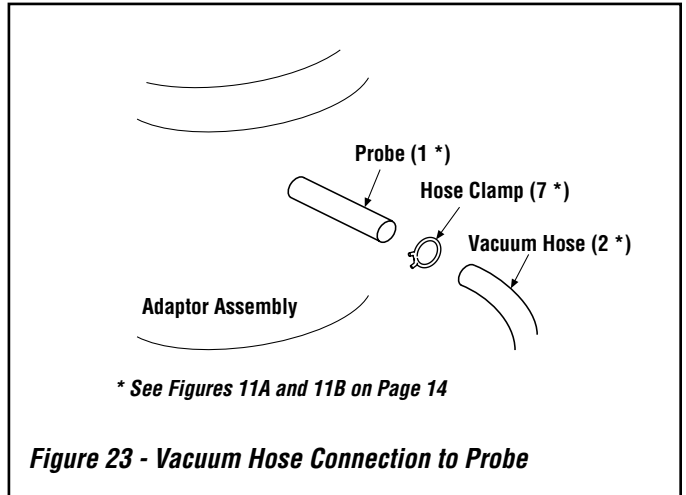 Probe (1 *)
Hose Clamp (7 *)
Vacuum Hose (2 *)
Adaptor Assembly
* See Figures 11A and 11B on Page 14
Figure 23 - Vacuum Hose Connection to Probe